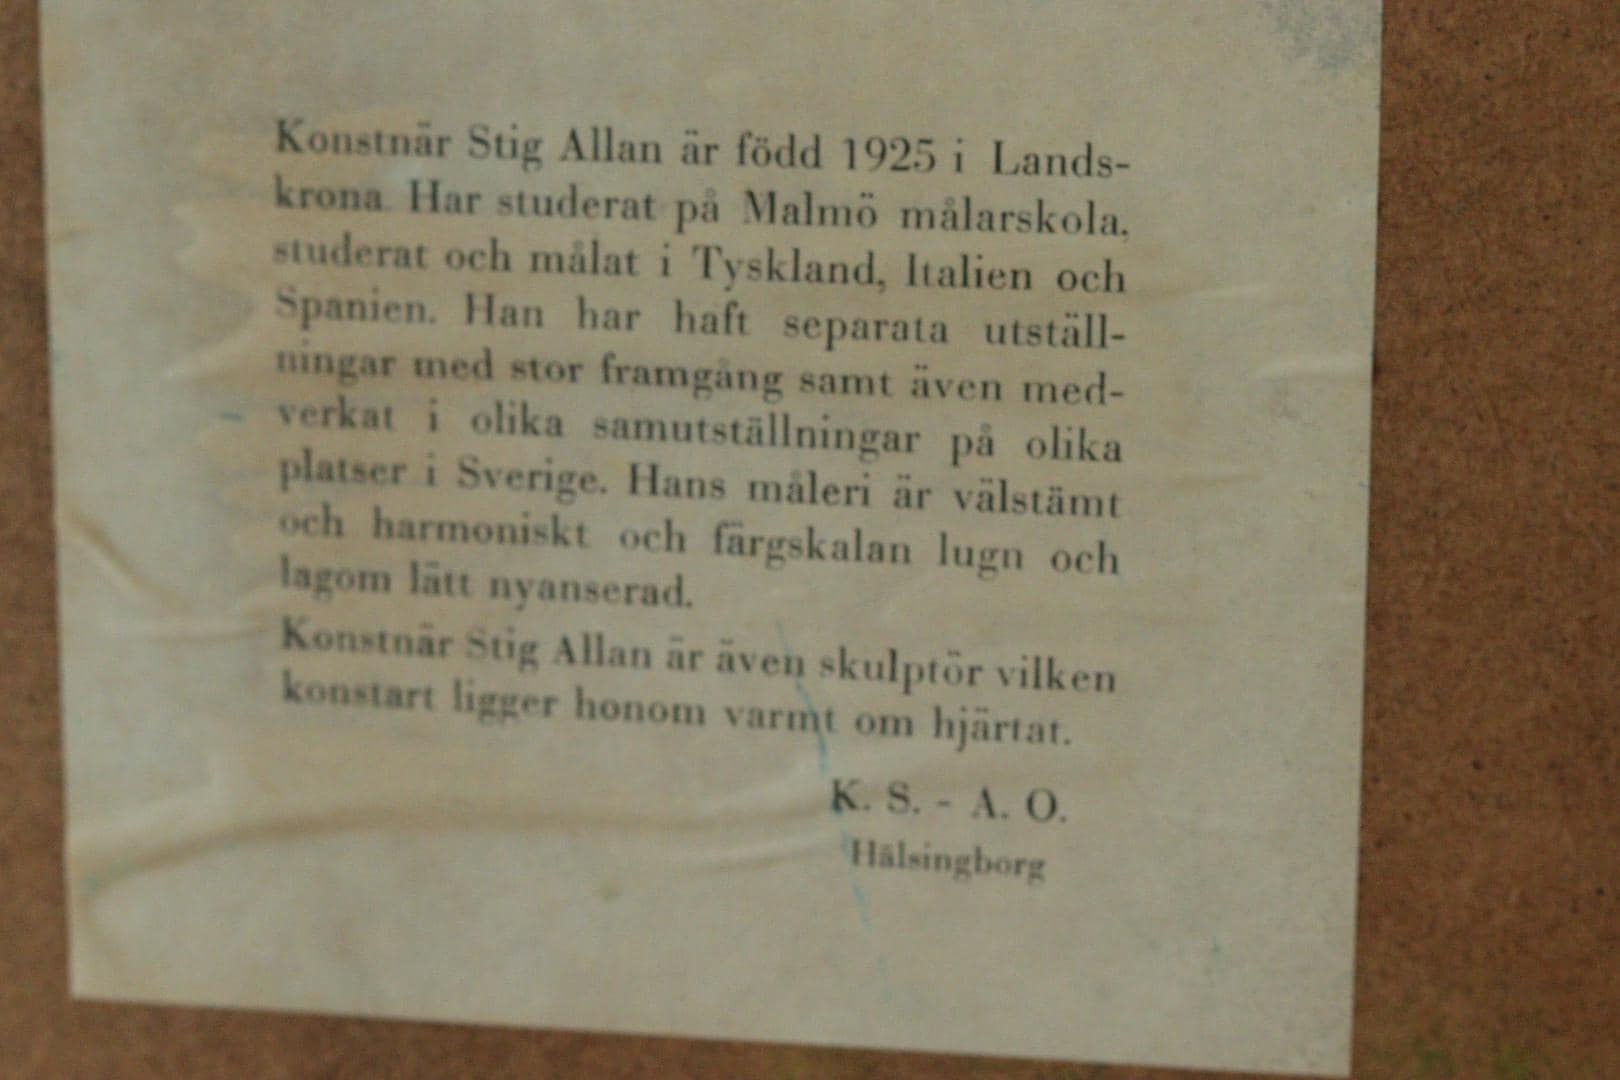 Konstnär Stig Allan är född 1925 i Lands-
krona. Har studerat på Malmö målarskola,
studerat och målat i Tyskland, Italien och
Spanien. Han har haft separata utställ-
ningar med stor framgång samt även med-
verkat i olika samutställningar på olika
platser i Sverige. Hans måleri är välstämt
och harmoniskt och färgskalan lugn och
lagom lätt nyanserad.
Konstnär Stig Allan är även skulptör vilken
konstart ligger honom varmt om hjärtat.
K. S. - A. O.
Hälsingborg